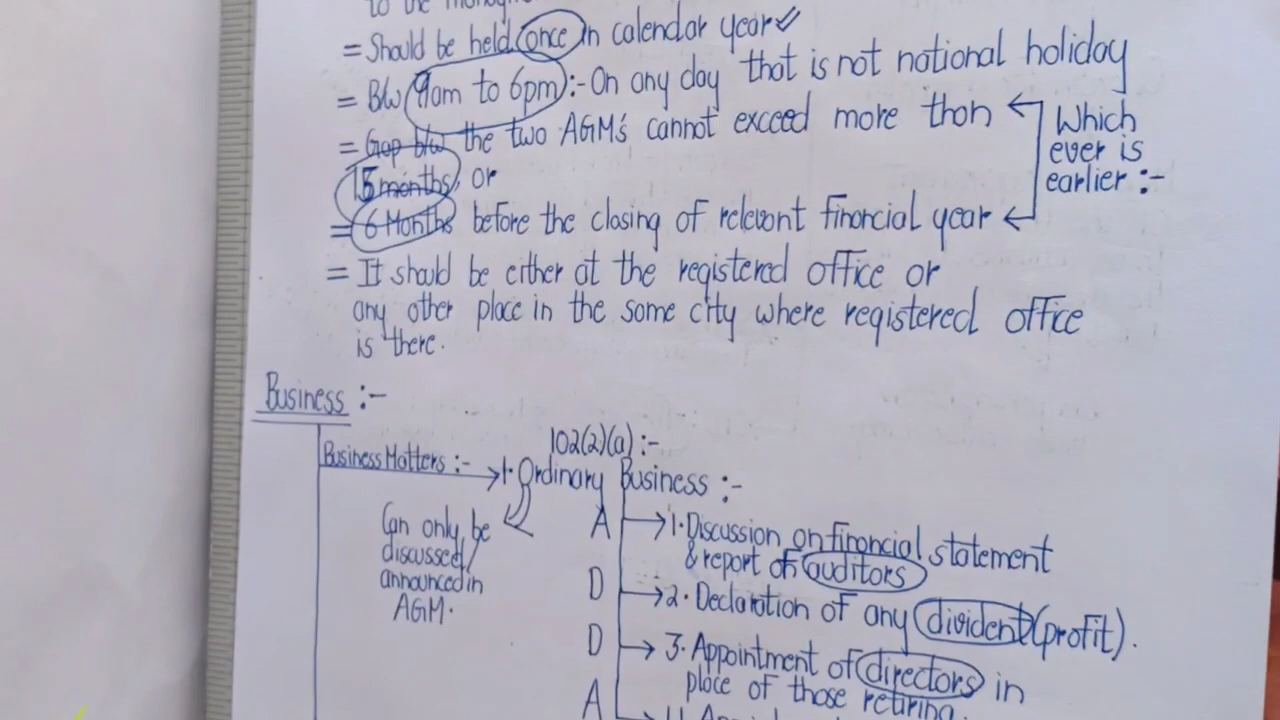 to the
= Should be held once in calendar year ✓
= B/w 9am to 6pm :- On any day that is not national holiday
= Gap b/w the two AGM's cannot exceed more than
15 months, or
Which
ever is
earlier :-
= 6 Months before the closing of relevant financial year
= It should be either at the registered office or
any other place in the same city where registered office
is there.
Business :-
102(2)(a) :-
Business Matters :- → 1. Ordinary Business :-
Can only be
discussed/
announced in
AGM.
A → 1. Discussion on financial statement
& report of auditors
D → 2. Declaration of any divident (profit).
D → 3. Appointment of directors in
place of those retiring.
A